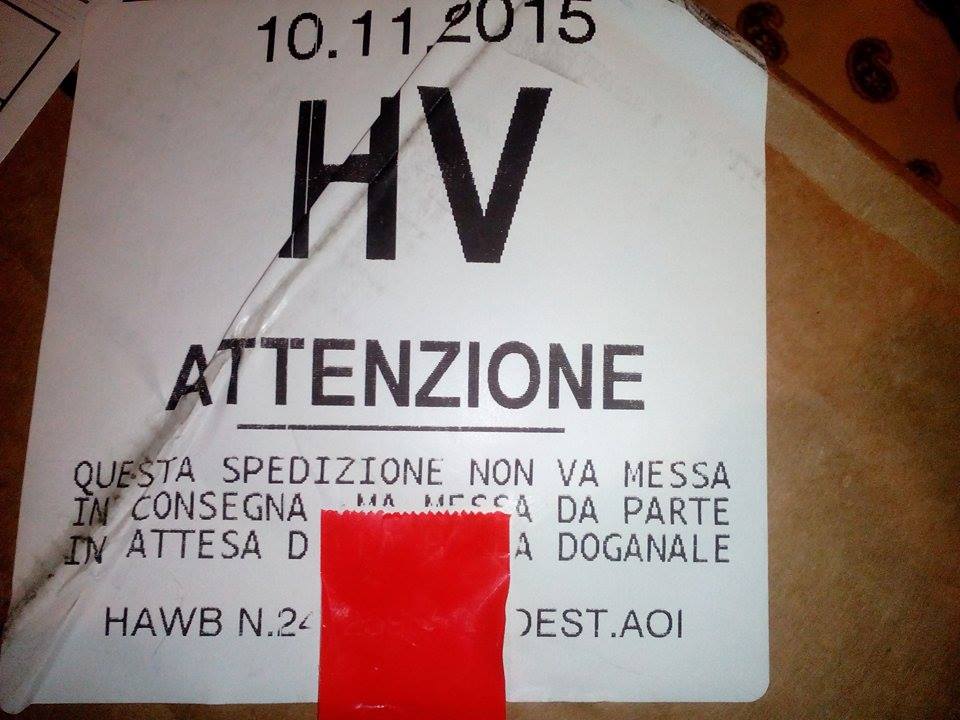 10.11.2015
HV
ATTENZIONE
QUESTA SPEDIZIONE NON VA MESSA
IN CONSEGNA MA MESSA DA PARTE
IN ATTESA DOGANALE
HAWB N.24 DEST.AOI